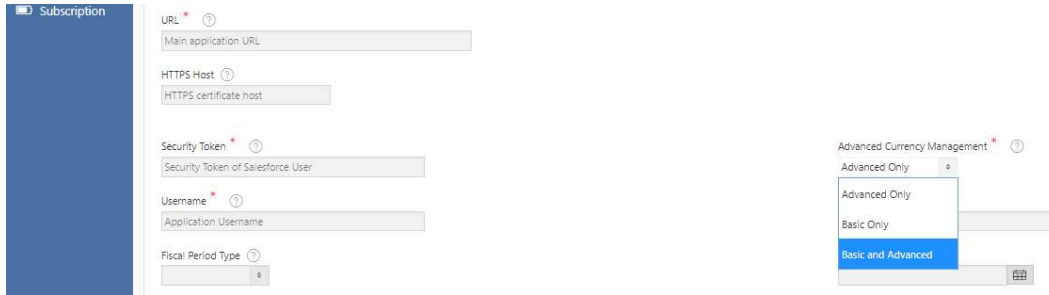 Subscription
URL * ?
Main application URL
HTTPS Host ?
HTTPS certificate host
Security Token * ?
Security Token of Salesforce User
Advanced Currency Management * ?
Advanced Only
Username * ?
Application Username
Advanced Only
Basic Only
Basic and Advanced
Fiscal Period Type ?